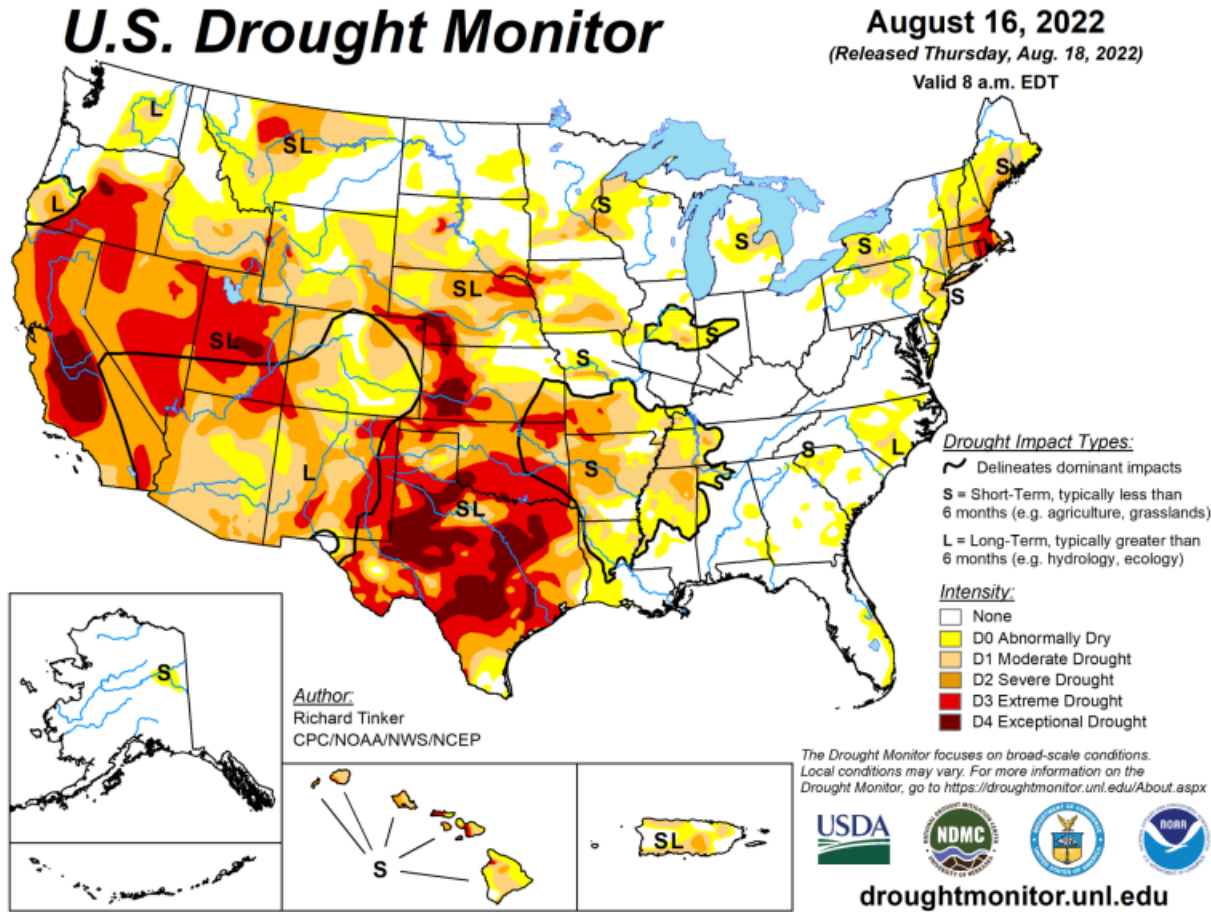 U.S. Drought Monitor
August 16, 2022
(Released Thursday, Aug. 18, 2022)
Valid 8 a.m. EDT
L
SL
S
L
S
S
S
SL
S
S
SL
S
L
S
S
L
SL
Drought Impact Types:
Delineates dominant impacts
S = Short-Term, typically less than
6 months (e.g. agriculture, grasslands)
L = Long-Term, typically greater than
6 months (e.g. hydrology, ecology)
Intensity:
None
D0 Abnormally Dry
D1 Moderate Drought
D2 Severe Drought
D3 Extreme Drought
D4 Exceptional Drought
S
Author:
Richard Tinker
CPC/NOAA/NWS/NCEP
S
SL
The Drought Monitor focuses on broad-scale conditions.
Local conditions may vary. For more information on the
Drought Monitor, go to https://droughtmonitor.unl.edu/About.aspx
USDA
NDMC
NOAA
droughtmonitor.unl.edu